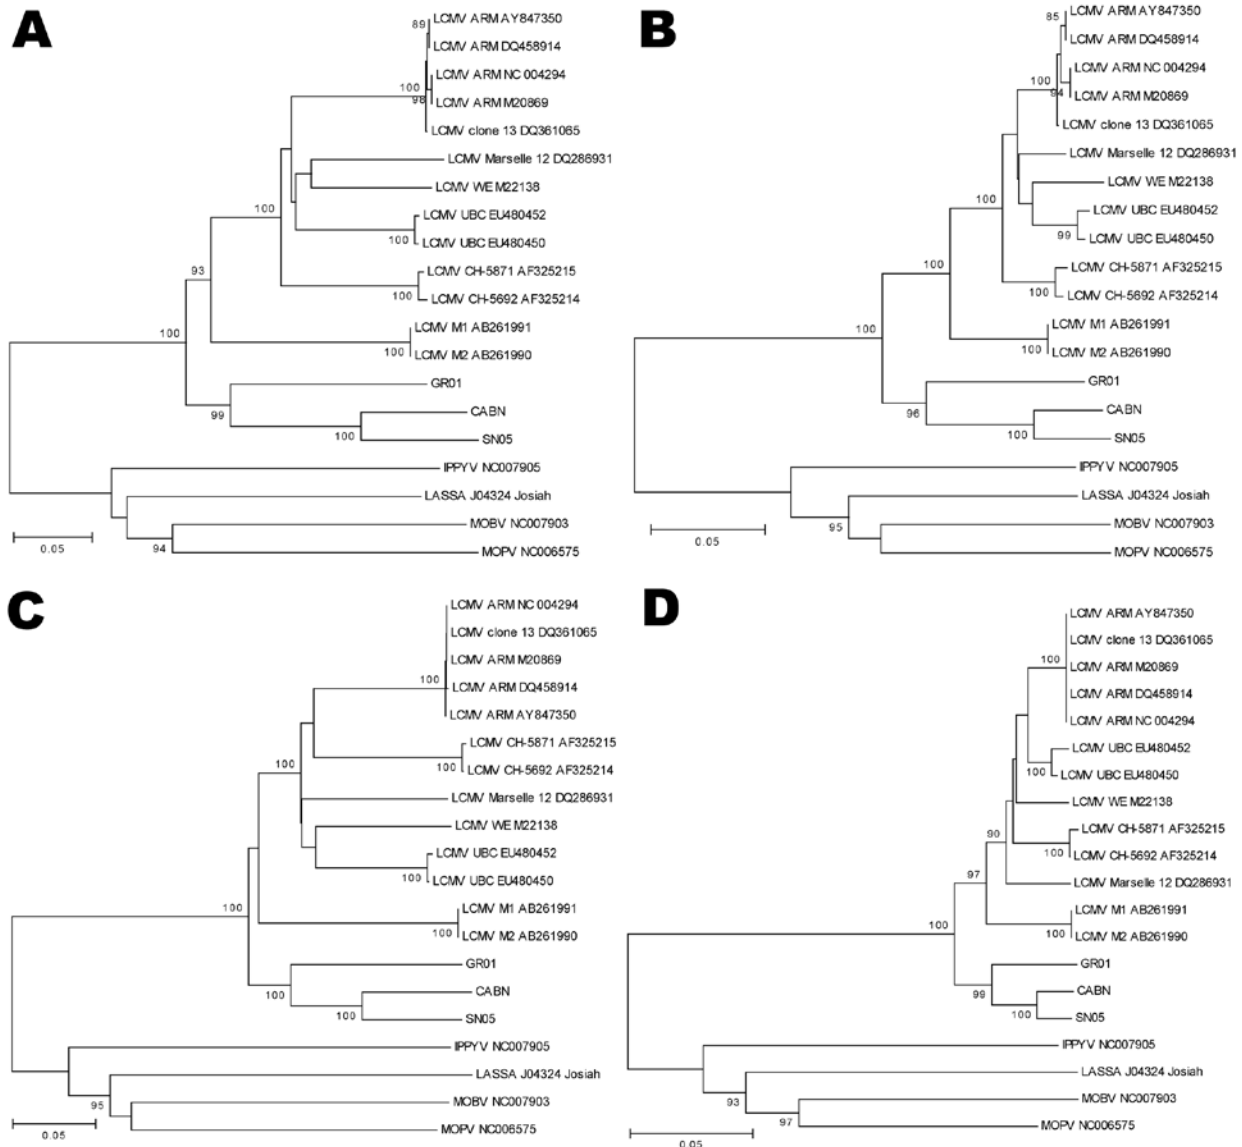 A
89
LCMV ARM AY847350
LCMV ARM DQ458914
LCMV ARM NC 004294
100
98
LCMV ARM M20869
LCMV clone 13 DQ361065
LCMV Marselle 12 DQ286931
LCMV WE M22138
100
LCMV UBC EU480452
100
LCMV UBC EU480450
93
LCMV CH-5871 AF325215
100
LCMV CH-5692 AF325214
100
LCMV M1 AB261991
100
LCMV M2 AB261990
GR01
99
CABN
100
SN05
IPPYV NC007905
LASSA J04324 Josiah
MOBV NC007903
94
MOPV NC006575
0.05
B
85
LCMV ARM AY847350
LCMV ARM DQ458914
LCMV ARM NC 004294
100
94
LCMV ARM M20869
LCMV clone 13 DQ361065
LCMV Marselle 12 DQ286931
LCMV WE M22138
100
LCMV UBC EU480452
99
LCMV UBC EU480450
100
LCMV CH-5871 AF325215
100
LCMV CH-5692 AF325214
100
LCMV M1 AB261991
100
LCMV M2 AB261990
GR01
96
CABN
100
SN05
IPPYV NC007905
LASSA J04324 Josiah
95
MOBV NC007903
MOPV NC006575
0.05
C
LCMV ARM NC 004294
LCMV clone 13 DQ361065
LCMV ARM M20869
100
LCMV ARM DQ458914
LCMV ARM AY847350
LCMV CH-5871 AF325215
100
100
LCMV CH-5692 AF325214
LCMV Marselle 12 DQ286931
LCMV WE M22138
LCMV UBC EU480452
100
LCMV UBC EU480450
100
LCMV M1 AB261991
100
LCMV M2 AB261990
GR01
100
CABN
100
SN05
IPPYV NC007905
LASSA J04324 Josiah
95
MOBV NC007903
MOPV NC006575
0.05
D
LCMV ARM AY847350
LCMV clone 13 DQ361065
100
LCMV ARM M20869
LCMV ARM DQ458914
LCMV ARM NC 004294
LCMV UBC EU480452
100
LCMV UBC EU480450
LCMV WE M22138
90
LCMV CH-5871 AF325215
100
LCMV CH-5692 AF325214
97
LCMV Marselle 12 DQ286931
LCMV M1 AB261991
100
100
LCMV M2 AB261990
GR01
99
CABN
100
SN05
IPPYV NC007905
LASSA J04324 Josiah
93
MOBV NC007903
97
MOPV NC006575
0.05